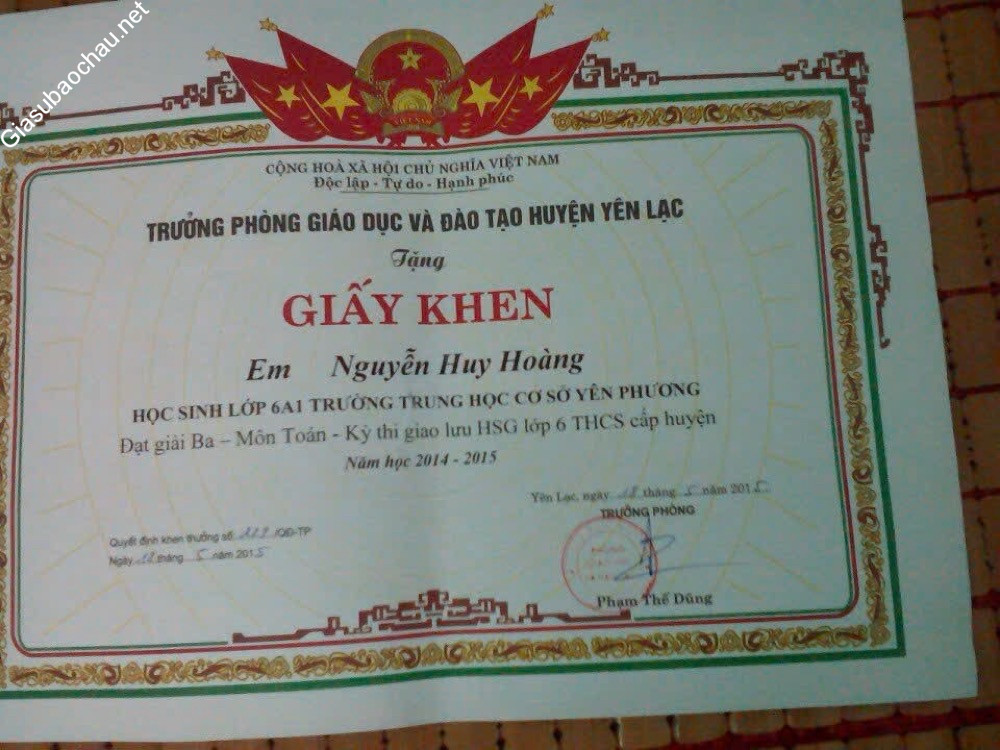 Giasubaochau.net
CỘNG HOÀ XÃ HỘI CHỦ NGHĨA VIỆT NAM
Độc lập - Tự do - Hạnh phúc
TRƯỞNG PHÒNG GIÁO DỤC VÀ ĐÀO TẠO HUYỆN YÊN LẠC
Tặng
GIẤY KHEN
Em Nguyễn Huy Hoàng
HỌC SINH LỚP 6A1 TRƯỜNG TRUNG HỌC CƠ SỞ YÊN PHƯƠNG
Đạt giải Ba – Môn Toán - Kỳ thi giao lưu HSG lớp 6 THCS cấp huyện
Năm học 2014 - 2015
Yên Lạc, ngày 18 tháng 5 năm 2015
TRƯỞNG PHÒNG
Quyết định khen thưởng số /QĐ-TP
Ngày 18 tháng 5 năm 2015
Phạm Thế Dũng